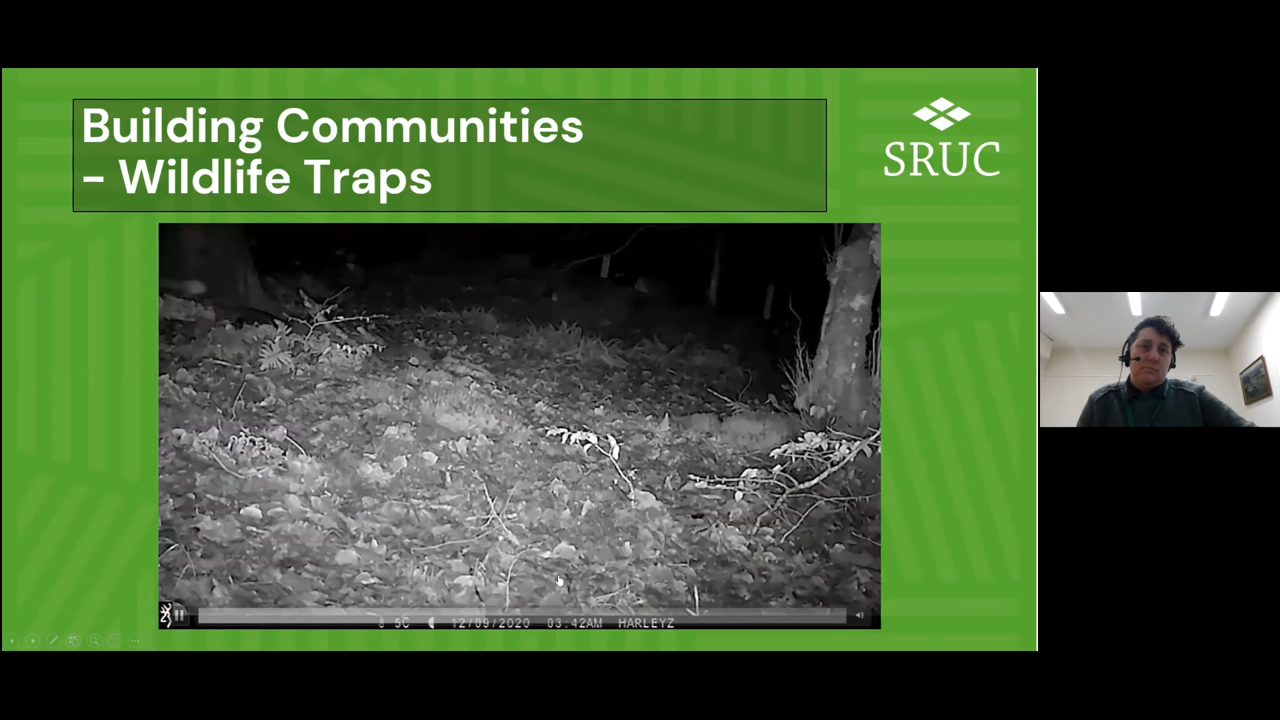 Building Communities
– Wildlife Traps
SRUC
5C 12/09/2020 03:42AM HARLEYZ